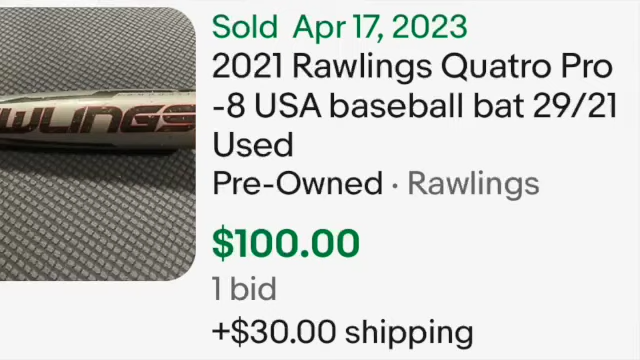 WLINGS
Sold Apr 17, 2023
2021 Rawlings Quatro Pro
-8 USA baseball bat 29/21
Used
Pre-Owned · Rawlings
$100.00
1 bid
+$30.00 shipping